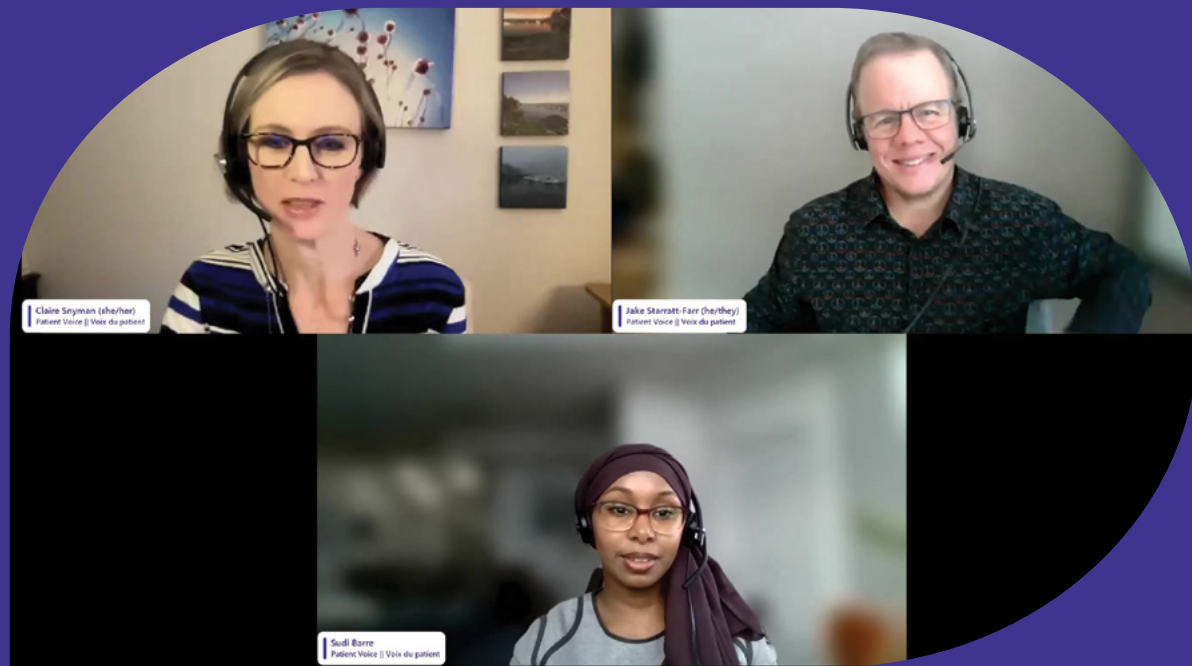 Claire Snyman (she/her)
Patient Voice || Voix du patient
Jake Starratt-Farr (he/they)
Patient Voice || Voix du patient
Sudi Barre
Patient Voice || Voix du patient